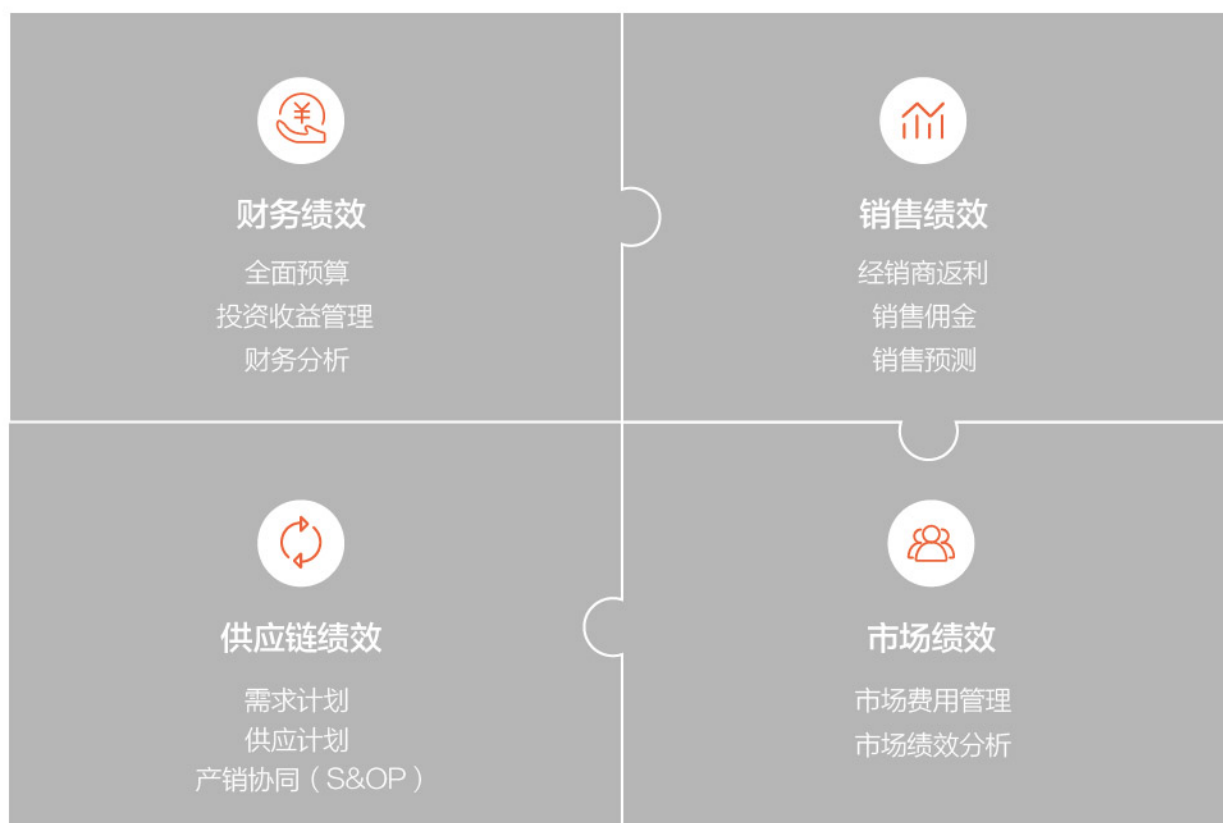 财务绩效
全面预算
投资收益管理
财务分析
销售绩效
经销商返利
销售佣金
销售预测
供应链绩效
需求计划
供应计划
产销协同（S&OP）
市场绩效
市场费用管理
市场绩效分析